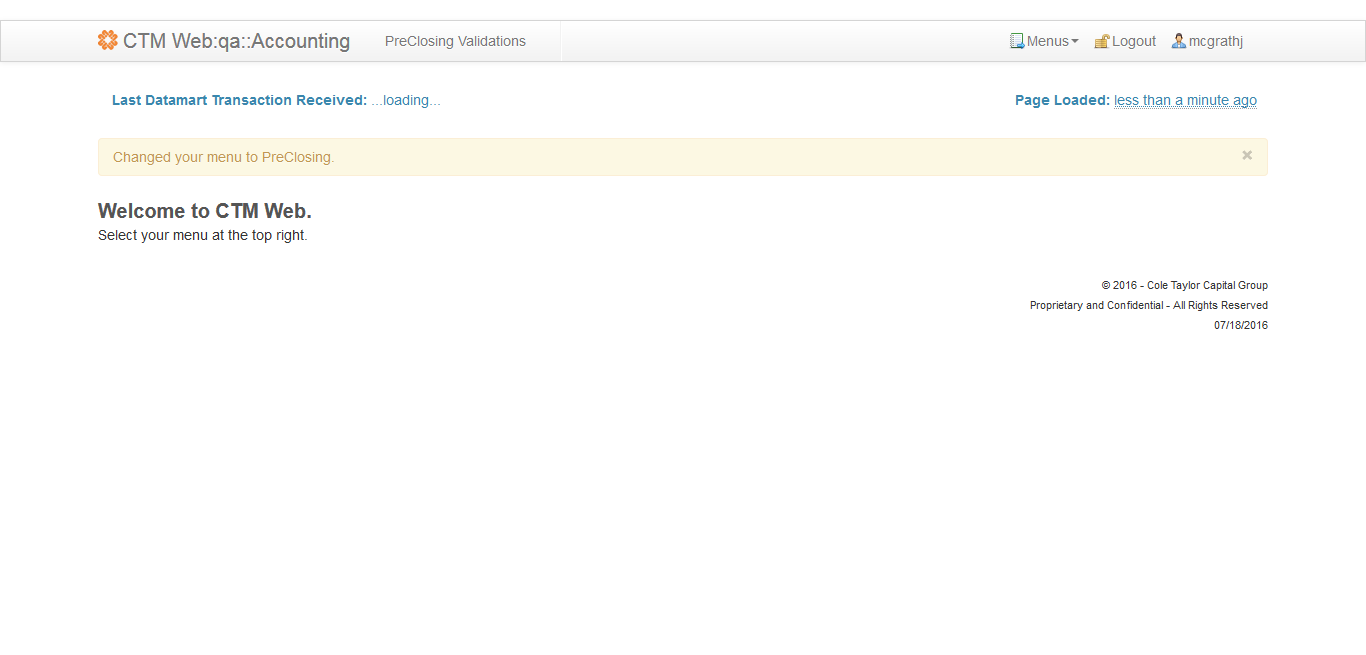 CTM Web:qa::Accounting PreClosing Validations Menus Logout mcgrathj
Last Datamart Transaction Received: ...loading... Page Loaded: less than a minute ago
Changed your menu to PreClosing. ×
Welcome to CTM Web.
Select your menu at the top right.
© 2016 - Cole Taylor Capital Group
Proprietary and Confidential - All Rights Reserved
07/18/2016